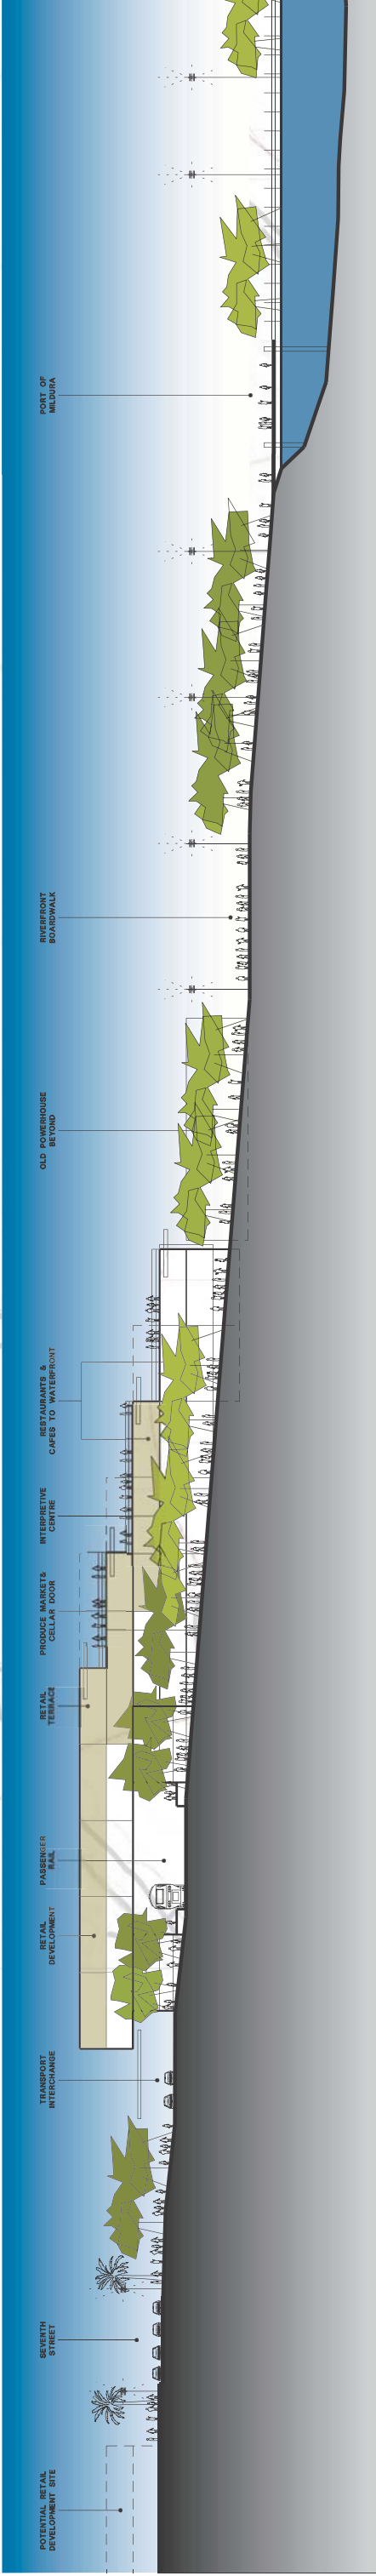 POTENTIAL RETAIL
DEVELOPMENT SITE
SEVENTH
STREET
TRANSPORT
INTERCHANGE
RETAIL
DEVELOPMENT
PASSENGER
RAIL
RETAIL
TERRACE
PRODUCE MARKET&
CELLAR DOOR
INTERPRETIVE
CENTRE
RESTAURANTS &
CAFES TO WATERFRONT
OLD POWERHOUSE
BEYOND
RIVERFRONT
BOARDWALK
PORT OF
MILDURA